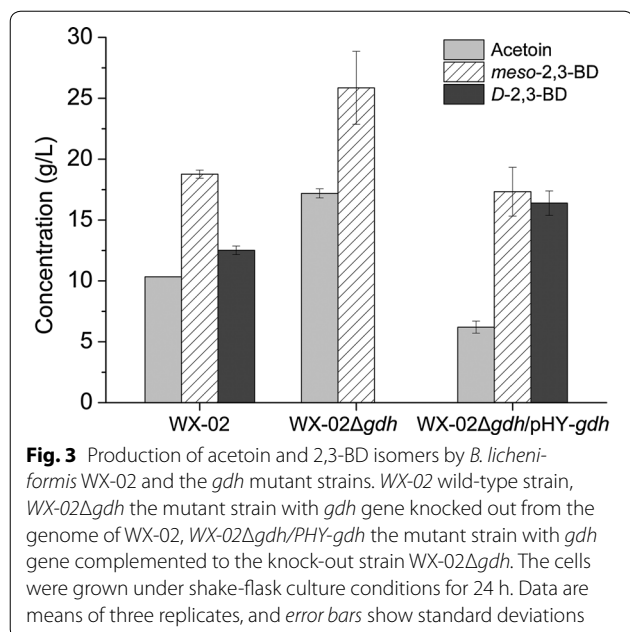 30
25
20
15
10
5
0
Concentration (g/L)
Acetoin
meso-2,3-BD
D-2,3-BD
WX-02 WX-02Δgdh WX-02Δgdh/pHY-gdh
Fig. 3 Production of acetoin and 2,3-BD isomers by B. licheni-
formis WX-02 and the gdh mutant strains. WX-02 wild-type strain,
WX-02Δgdh the mutant strain with gdh gene knocked out from the
genome of WX-02, WX-02Δgdh/PHY-gdh the mutant strain with gdh
gene complemented to the knock-out strain WX-02Δgdh. The cells
were grown under shake-flask culture conditions for 24 h. Data are
means of three replicates, and error bars show standard deviations